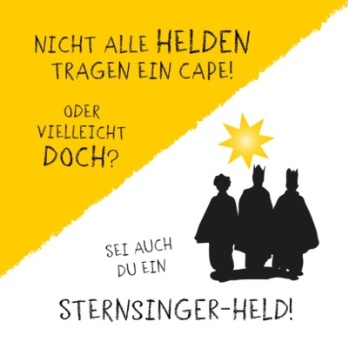 NICHT ALLE HELDEN
TRAGEN EIN CAPE!
ODER
VIELLEICHT
DOCH?
SEI AUCH
DU EIN
STERNSINGER-HELD!